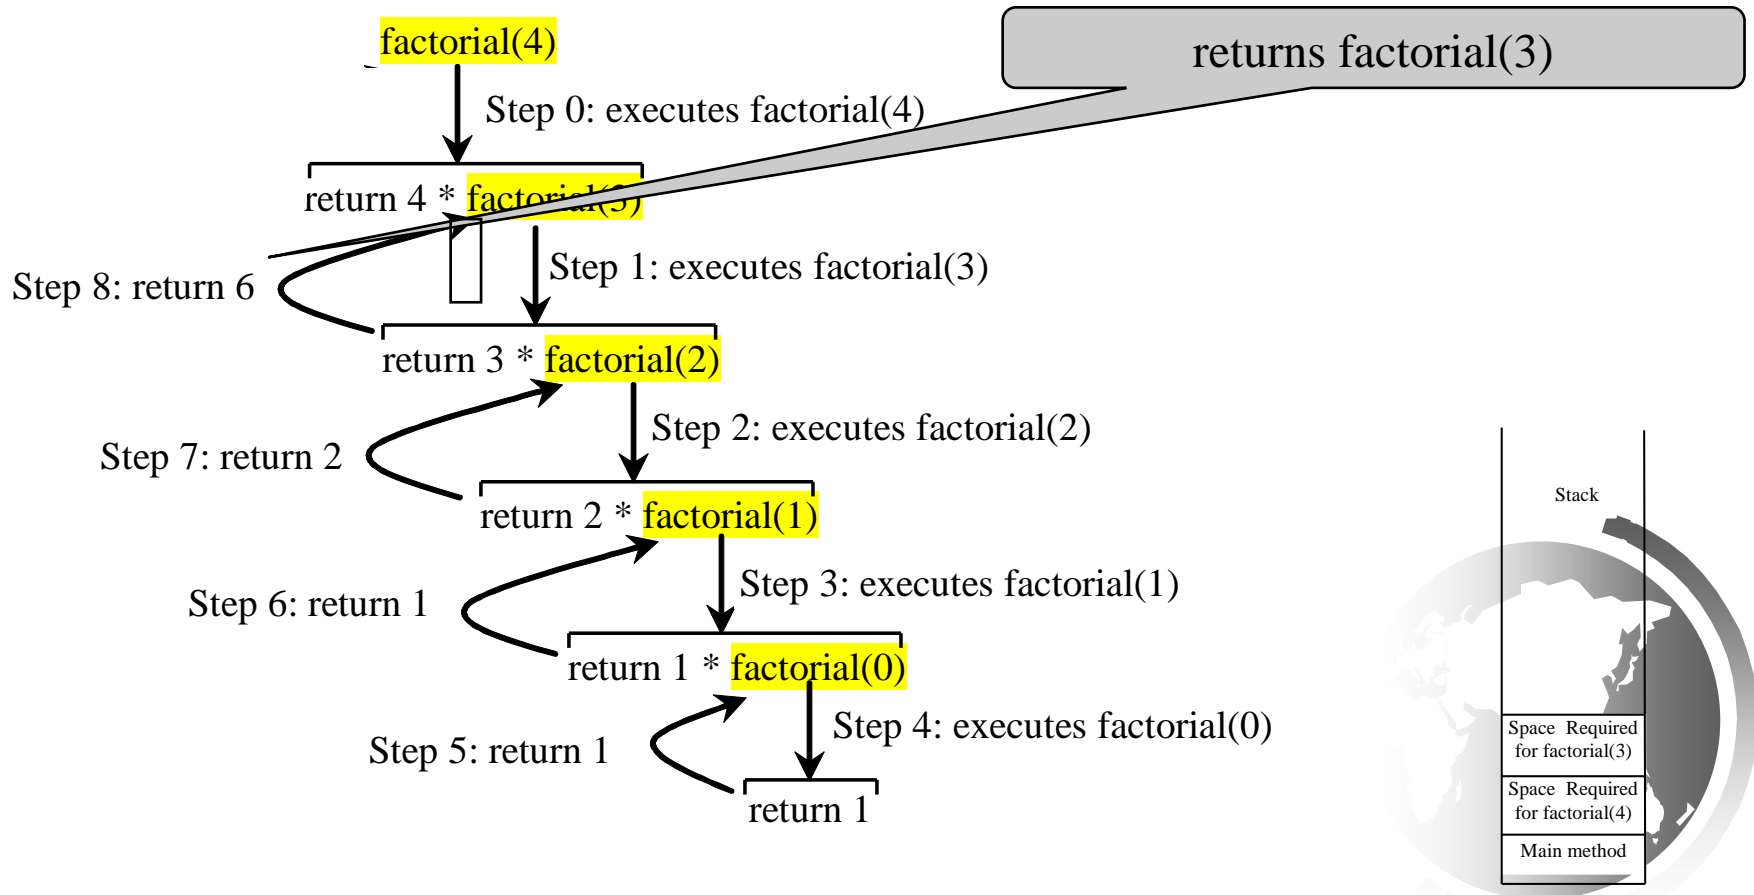 factorial(4)
returns factorial(3)
Step 0: executes factorial(4)
return 4 * factorial(3)
Step 1: executes factorial(3)
Step 8: return 6
return 3 * factorial(2)
Step 2: executes factorial(2)
Step 7: return 2
return 2 * factorial(1)
Step 3: executes factorial(1)
Step 6: return 1
return 1 * factorial(0)
Step 4: executes factorial(0)
Step 5: return 1
return 1
Stack
Space Required
for factorial(3)
Space Required
for factorial(4)
Main method